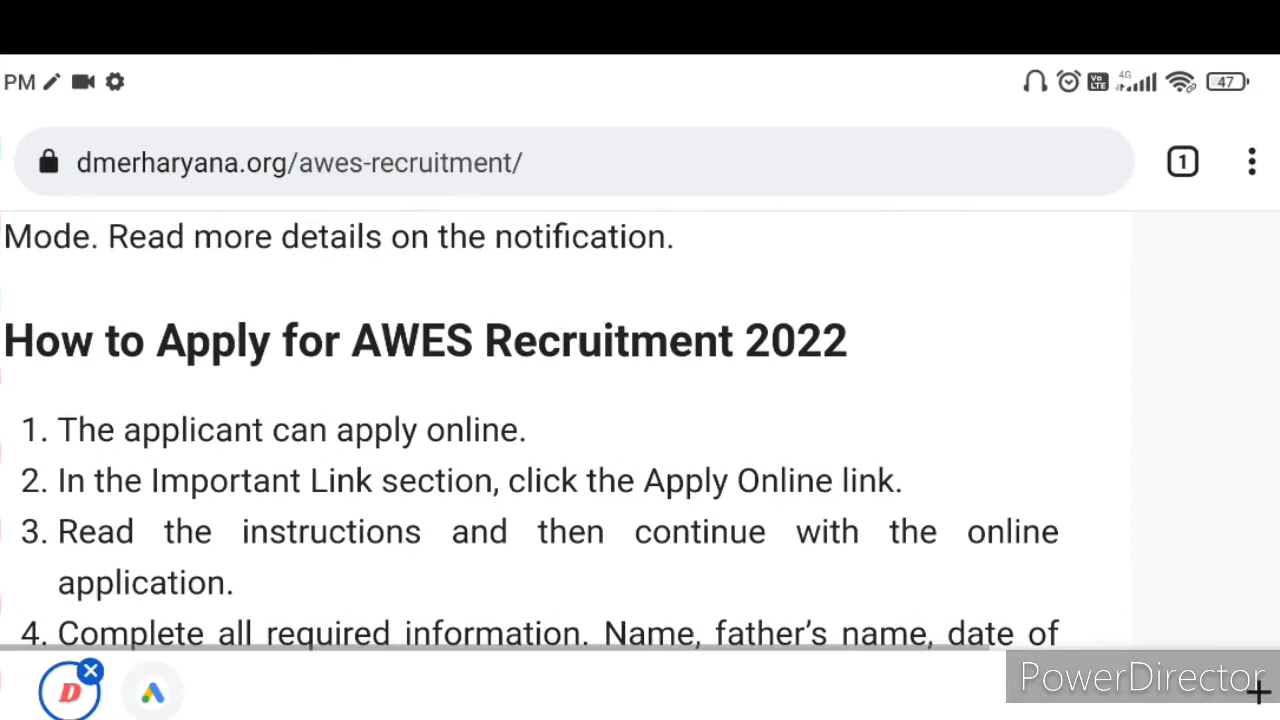 PM
4G
Vo
LTE
47
dmerharyana.org/awes-recruitment/
1
Mode. Read more details on the notification.
How to Apply for AWES Recruitment 2022
1. The applicant can apply online.
2. In the Important Link section, click the Apply Online link.
3. Read the instructions and then continue with the online
application.
4. Complete all required information. Name, father's name, date of
D
PowerDirector